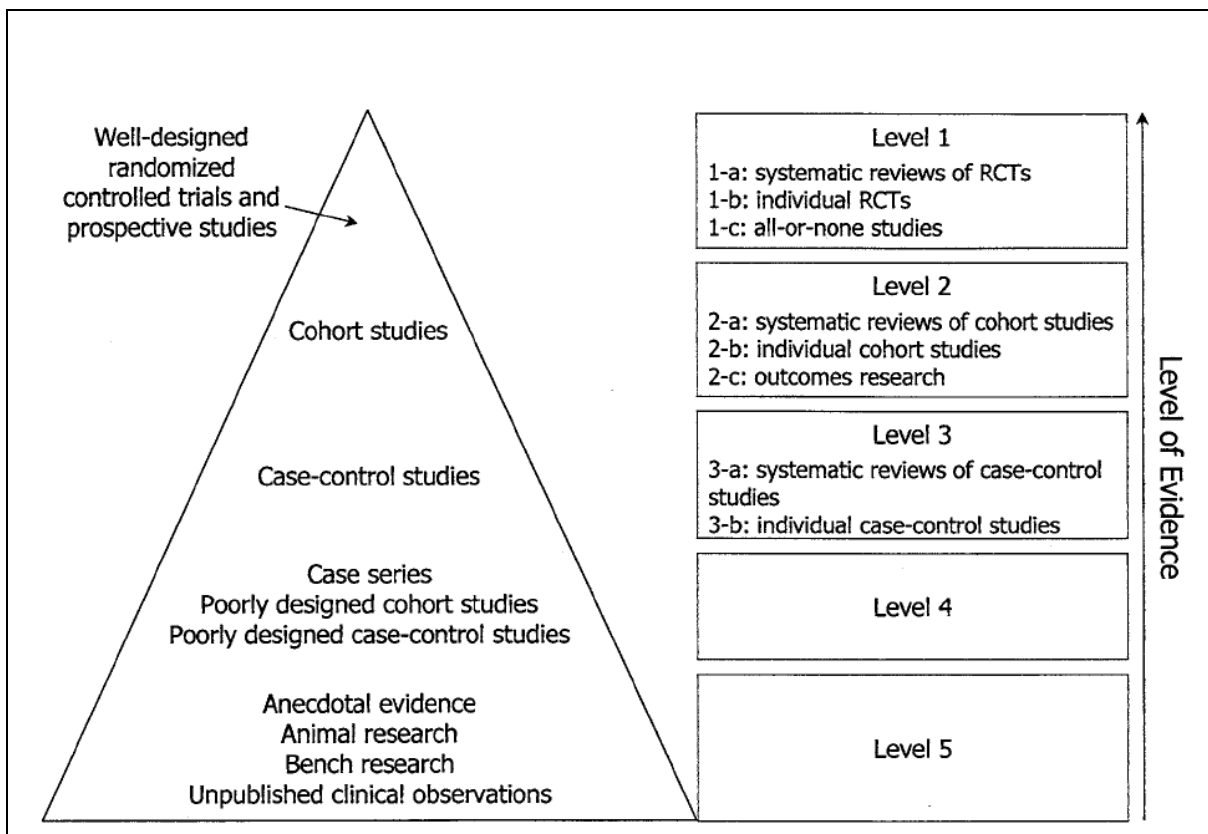 Well-designed
randomized
controlled trials and
prospective studies
Cohort studies
Case-control studies
Case series
Poorly designed cohort studies
Poorly designed case-control studies
Anecdotal evidence
Animal research
Bench research
Unpublished clinical observations
Level 1
1-a: systematic reviews of RCTs
1-b: individual RCTs
1-c: all-or-none studies
Level 2
2-a: systematic reviews of cohort studies
2-b: individual cohort studies
2-c: outcomes research
Level 3
3-a: systematic reviews of case-control
studies
3-b: individual case-control studies
Level 4
Level 5
Level of Evidence